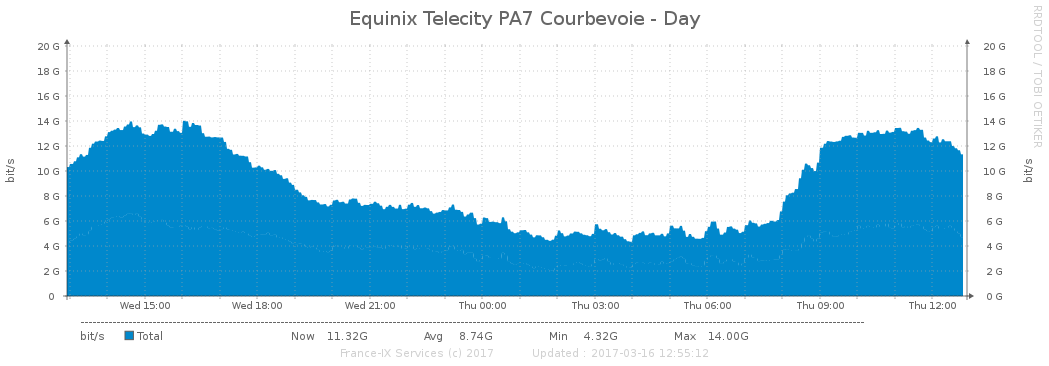 Equinix Telecity PA7 Courbevoie - Day
RRDTOOL / TOBI OETIKER
bit/s
20 G
18 G
16 G
14 G
12 G
10 G
8 G
6 G
4 G
2 G
0
20 G
18 G
16 G
14 G
12 G
10 G
8 G
6 G
4 G
2 G
0 G
bit/s
Wed 15:00 Wed 18:00 Wed 21:00 Thu 00:00 Thu 03:00 Thu 06:00 Thu 09:00 Thu 12:00
bit/s Total Now 11.32G Avg 8.74G Min 4.32G Max 14.00G
France-IX Services (c) 2017 Updated : 2017-03-16 12:55:12